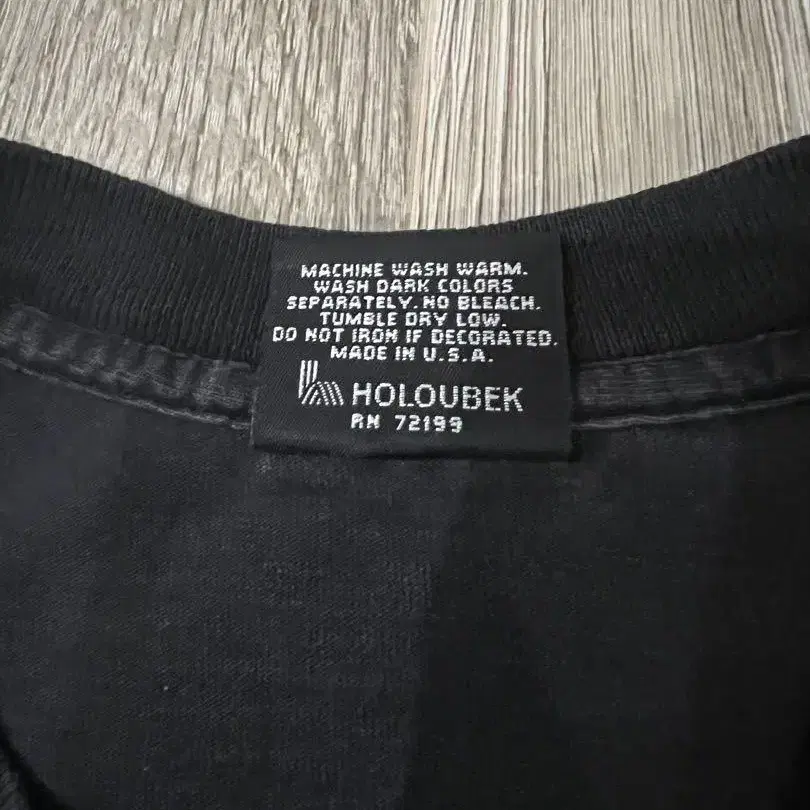 MACHINE WASH WARM.
WASH DARK COLORS
SEPARATELY. NO BLEACH.
TUMBLE DRY LOW.
DO NOT IRON IF DECORATED.
MADE IN U.S.A.
HOLOUBEK
RN 72199